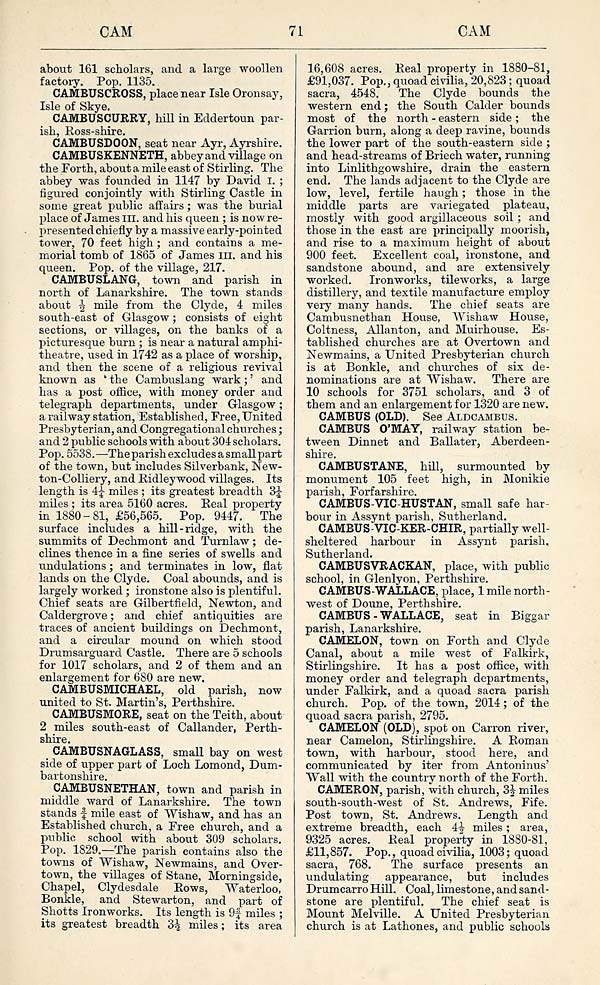 CAM 71 CAM
about 161 scholars, and a large woollen
factory. Pop. 1135.
CAMBUSCROSS, place near Isle Oronsay,
Isle of Skye.
CAMBUSCURRY, hill in Eddertoun par-
ish, Ross-shire.
CAMBUSDOON, seat near Ayr, Ayrshire.
CAMBUSKENNETH, abbey and village on
the Forth, about a mile east of Stirling. The
abbey was founded in 1147 by David I. ;
figured conjointly with Stirling Castle in
some great public affairs ; was the burial
place of James III. and his queen ; is now re-
presented chiefly by a massive early-pointed
tower, 70 feet high ; and contains a me-
morial tomb of 1865 of James III. and his
queen. Pop. of the village, 217.
CAMBUSLANG, town and parish in
north of Lanarkshire. The town stands
about ½ mile from the Clyde, 4 miles
south-east of Glasgow ; consists of eight
sections, or villages, on the banks of a
picturesque burn ; is near a natural amphi-
theatre, used in 1742 as a place of worship,
and then the scene of a religious revival
known as ‘the Cambuslang wark ;’ and
has a post office, with money order and
telegraph departments, under Glasgow ;
a railway station, Established, Free, United
Presbyterian, and Congregational churches ;
and 2 public schools with about 304 scholars.
Pop. 5538.—The parish excludes a small part
of the town, but includes Silverbank, New-
ton-Colliery, and Ridleywood villages. Its
length is 4¼ miles ; its greatest breadth 3¼
miles ; its area 5160 acres. Real property
in 1880-81, £56,565. Pop. 9447. The
surface includes a hill-ridge, with the
summits of Dechmont and Turnlaw ; de-
clines thence in a fine series of swells and
undulations ; and terminates in low, flat
lands on the Clyde. Coal abounds, and is
largely worked ; ironstone also is plentiful.
Chief seats are Gilbertfield, Newton, and
Caldergrove ; and chief antiquities are
traces of ancient buildings on Dechmont,
and a circular mound on which stood
Drumsarguard Castle. There are 5 schools
for 1017 scholars, and 2 of them and an
enlargement for 680 are new.
CAMBUSMICHAEL, old parish, now
united to St. Martin's, Perthshire.
CAMBUSMORE, seat on the Teith, about
2 miles south-east of Callander, Perth-
shire.
CAMBUSNAGLASS, small bay on west
side of upper part of Loch Lomond, Dum-
bartonshire.
CAMBUSNETHAN, town and parish in
middle ward of Lanarkshire. The town
stands ¾ mile east of Wishaw, and has an
Established church, a Free church, and a
public school with about 309 scholars.
Pop. 1829.—The parish contains also the
towns of Wishaw, Newmains, and Over-
town, the villages of Stane, Morningside,
Chapel, Clydesdale Rows, Waterloo,
Bonkle, and Stewarton, and part of
Shotts Ironworks. Its length is 9¾ miles ;
its greatest breadth 3½ miles ; its area
16,608 acres. Real property in 1880-81,
£91,037. Pop., quoad civilia, 20,823 ; quoad
sacra, 4548. The Clyde bounds the
western end ; the South Calder bounds
most of the north-eastern side ; the
Garrion burn, along a deep ravine, bounds
the lower part of the south-eastern side ;
and head-streams of Briech water, running
into Linlithgowshire, drain the eastern
end. The lands adjacent to the Clyde are
low, level, fertile haugh ; those in the
middle parts are variegated plateau,
mostly with good argillaceous soil ; and
those in the east are principally moorish,
and rise to a maximum height of about
900 feet. Excellent coal, ironstone, and
sandstone abound, and are extensively
worked. Ironworks, tileworks, a large
distillery, and textile manufacture employ
very many hands. The chief seats are
Cambusnethan House, Wishaw House,
Coltness, Allanton, and Muirhouse. Es-
tablished churches are at Overtown and
Newmains, a United Presbyterian church
is at Bonkle, and churches of six de-
nominations are at Wishaw. There are
10 schools for 3751 scholars, and 3 of
them and an enlargement for 1320 are new.
CAMBUS (OLD). See ALDCAMBUS.
CAMBUS O'MAY, railway station be-
tween Dinnet and Ballater, Aberdeen-
shire.
CAMBUSTANE, hill, surmounted by
monument 105 feet high, in Monikie
parish, Forfarshire.
CAMBUS-VIC-HUSTAN, small safe har-
bour in Assynt parish, Sutherland.
CAMBUS-VIC-KER-CHIR, partially well-
sheltered harbour in Assynt parish,
Sutherland.
CAMBUSVRACKAN, place, with public
school, in Glenlyon, Perthshire.
CAMBUS-WALLACE, place, 1 mile north-
west of Doune, Perthshire.
CAMBUS-WALLACE, seat in Biggar
parish, Lanarkshire.
CAMELON, town on Forth and Clyde
Canal, about a mile west of Falkirk,
Stirlingshire. It has a post office, with
money order and telegraph departments,
under Falkirk, and a quoad sacra parish
church. Pop. of the town, 2014 ; of the
quoad sacra parish, 2795.
CAMELON (OLD), spot on Carron river,
near Camelon, Stirlingshire. A Roman
town, with harbour, stood here, and
communicated by iter from Antoninus'
Wall with the country north of the Forth.
CAMERON, parish, with church, 3½ miles
south-south-west of St. Andrews, Fife.
Post town, St. Andrews. Length and
extreme breadth, each 4½ miles ; area,
9325 acres. Real property in 1880-81,
£11,857. Pop., quoad civilia, 1003 ; quoad
sacra, 768. The surface presents an
undulating appearance, but includes
Drumcarro Hill. Coal, limestone, and sand-
stone are plentiful. The chief seat is
Mount Melville. A United Presbyterian
church is at Lathones, and public schools